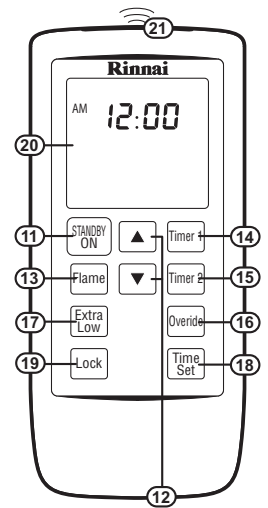 21
Rinnai
AM 12:00
20
11 STANDBY ON ▲ Timer 1 14
13 Flame ▼ Timer 2 15
17 Extra Low Overide 16
19 Lock Time Set 18
12